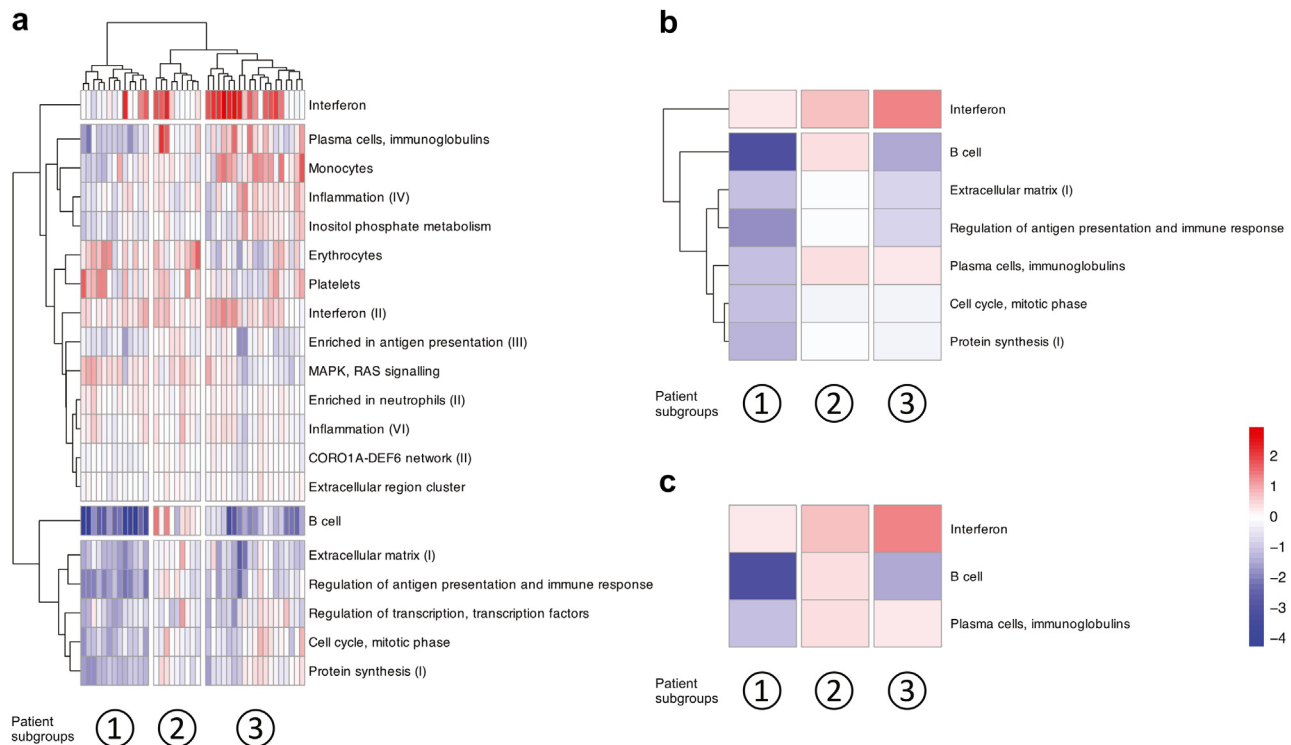 a
Interferon
Plasma cells, immunoglobulins
Monocytes
Inflammation (IV)
Inositol phosphate metabolism
Erythrocytes
Platelets
Interferon (II)
Enriched in antigen presentation (III)
MAPK, RAS signalling
Enriched in neutrophils (II)
Inflammation (VI)
CORO1A-DEF6 network (II)
Extracellular region cluster
B cell
Extracellular matrix (I)
Regulation of antigen presentation and immune response
Regulation of transcription, transcription factors
Cell cycle, mitotic phase
Protein synthesis (I)
Patient
subgroups
1 2 3
b
Interferon
B cell
Extracellular matrix (I)
Regulation of antigen presentation and immune response
Plasma cells, immunoglobulins
Cell cycle, mitotic phase
Protein synthesis (I)
Patient
subgroups
1 2 3
c
Interferon
B cell
Plasma cells, immunoglobulins
Patient
subgroups
1 2 3
2
1
0
−1
−2
−3
−4